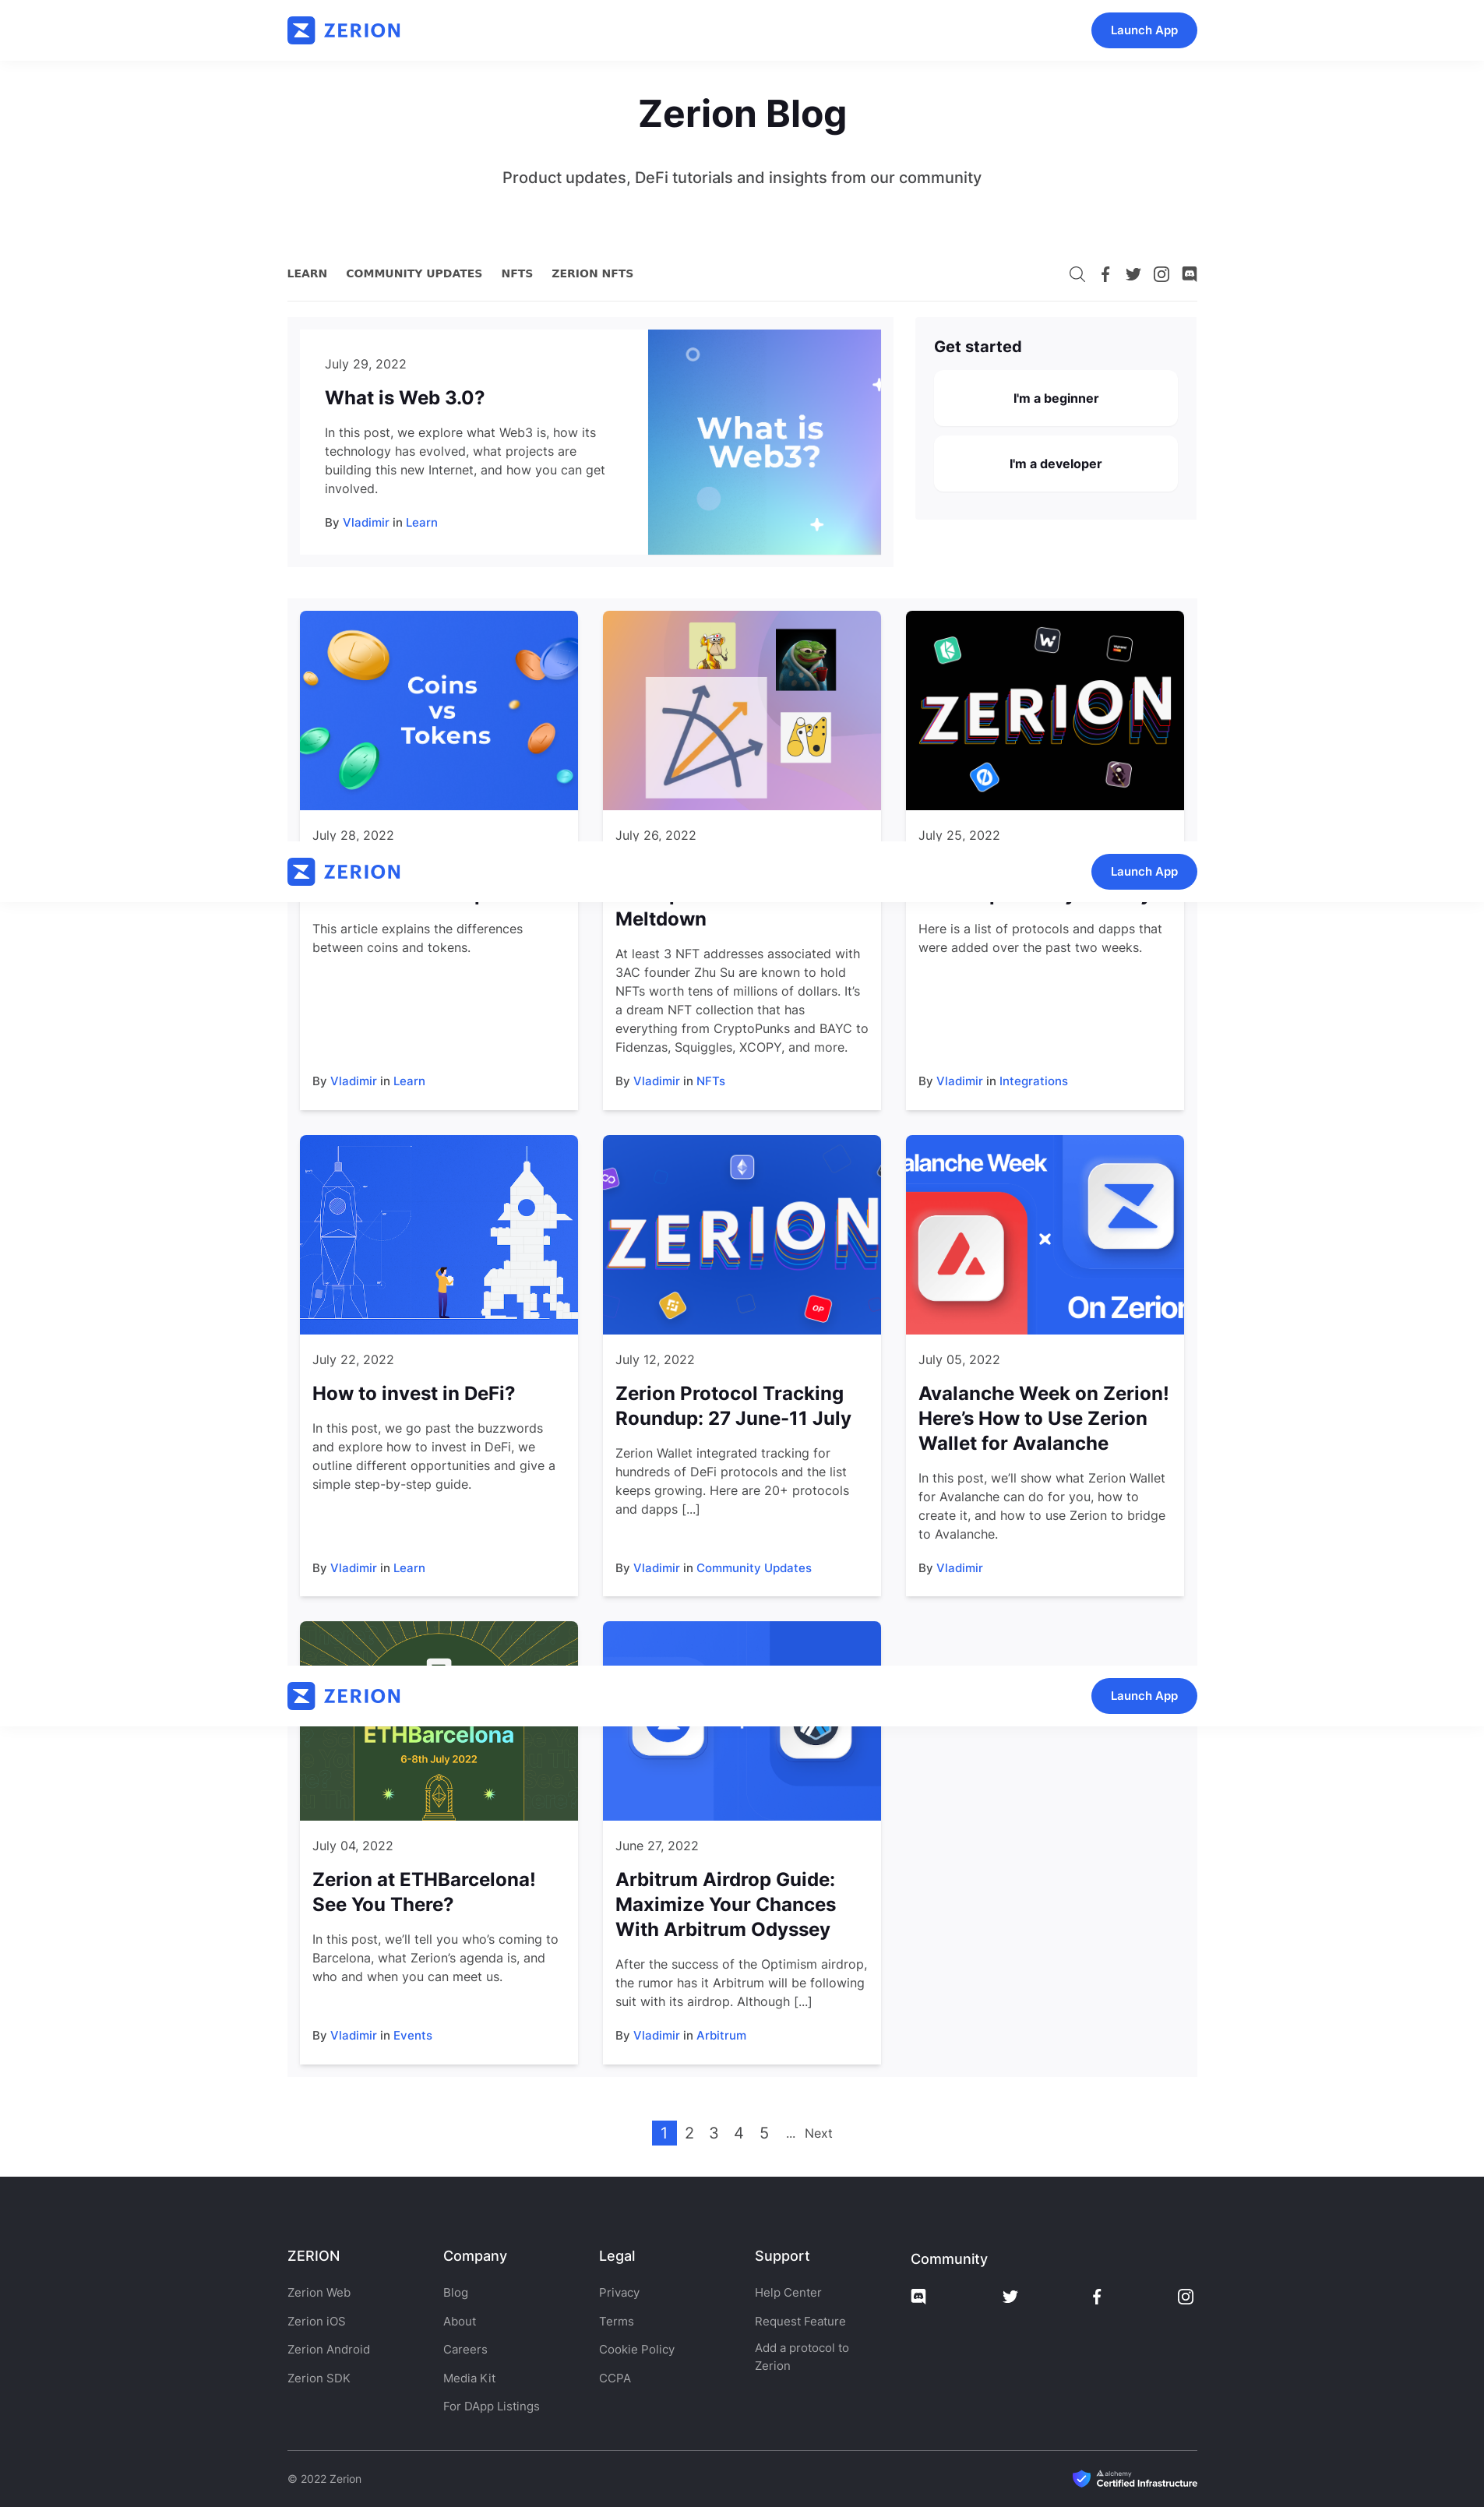 ZERION
Launch App
Zerion Blog
Product updates, DeFi tutorials and insights from our community
LEARN COMMUNITY UPDATES NFTS ZERION NFTS
July 29, 2022
What is Web 3.0?
In this post, we explore what Web3 is, how its
technology has evolved, what projects are
building this new Internet, and how you can get
involved.
By Vladimir in Learn
What is
Web3?
Get started
I'm a beginner
I'm a developer
Coins
vs
Tokens
ZERION
July 28, 2022
July 26, 2022
July 25, 2022
ZERION
Launch App
This article explains the differences
between coins and tokens.
By Vladimir in Learn
Meltdown
At least 3 NFT addresses associated with
3AC founder Zhu Su are known to hold
NFTs worth tens of millions of dollars. It’s
a dream NFT collection that has
everything from CryptoPunks and BAYC to
Fidenzas, Squiggles, XCOPY, and more.
By Vladimir in NFTs
Here is a list of protocols and dapps that
were added over the past two weeks.
By Vladimir in Integrations
July 22, 2022
How to invest in DeFi?
In this post, we go past the buzzwords
and explore how to invest in DeFi, we
outline different opportunities and give a
simple step-by-step guide.
By Vladimir in Learn
ZERION
OP
July 12, 2022
Zerion Protocol Tracking
Roundup: 27 June-11 July
Zerion Wallet integrated tracking for
hundreds of DeFi protocols and the list
keeps growing. Here are 20+ protocols
and dapps [...]
By Vladimir in Community Updates
alanche Week
On Zerion
July 05, 2022
Avalanche Week on Zerion!
Here’s How to Use Zerion
Wallet for Avalanche
In this post, we’ll show what Zerion Wallet
for Avalanche can do for you, how to
create it, and how to use Zerion to bridge
to Avalanche.
By Vladimir
ZERION
Launch App
ETHBarcelona
6-8th July 2022
July 04, 2022
Zerion at ETHBarcelona!
See You There?
In this post, we’ll tell you who’s coming to
Barcelona, what Zerion’s agenda is, and
who and when you can meet us.
By Vladimir in Events
June 27, 2022
Arbitrum Airdrop Guide:
Maximize Your Chances
With Arbitrum Odyssey
After the success of the Optimism airdrop,
the rumor has it Arbitrum will be following
suit with its airdrop. Although [...]
By Vladimir in Arbitrum
1 2 3 4 5 ... Next
ZERION
Zerion Web
Zerion iOS
Zerion Android
Zerion SDK
Company
Blog
About
Careers
Media Kit
For DApp Listings
Legal
Privacy
Terms
Cookie Policy
CCPA
Support
Help Center
Request Feature
Add a protocol to
Zerion
Community
© 2022 Zerion
alchemy
Certified Infrastructure